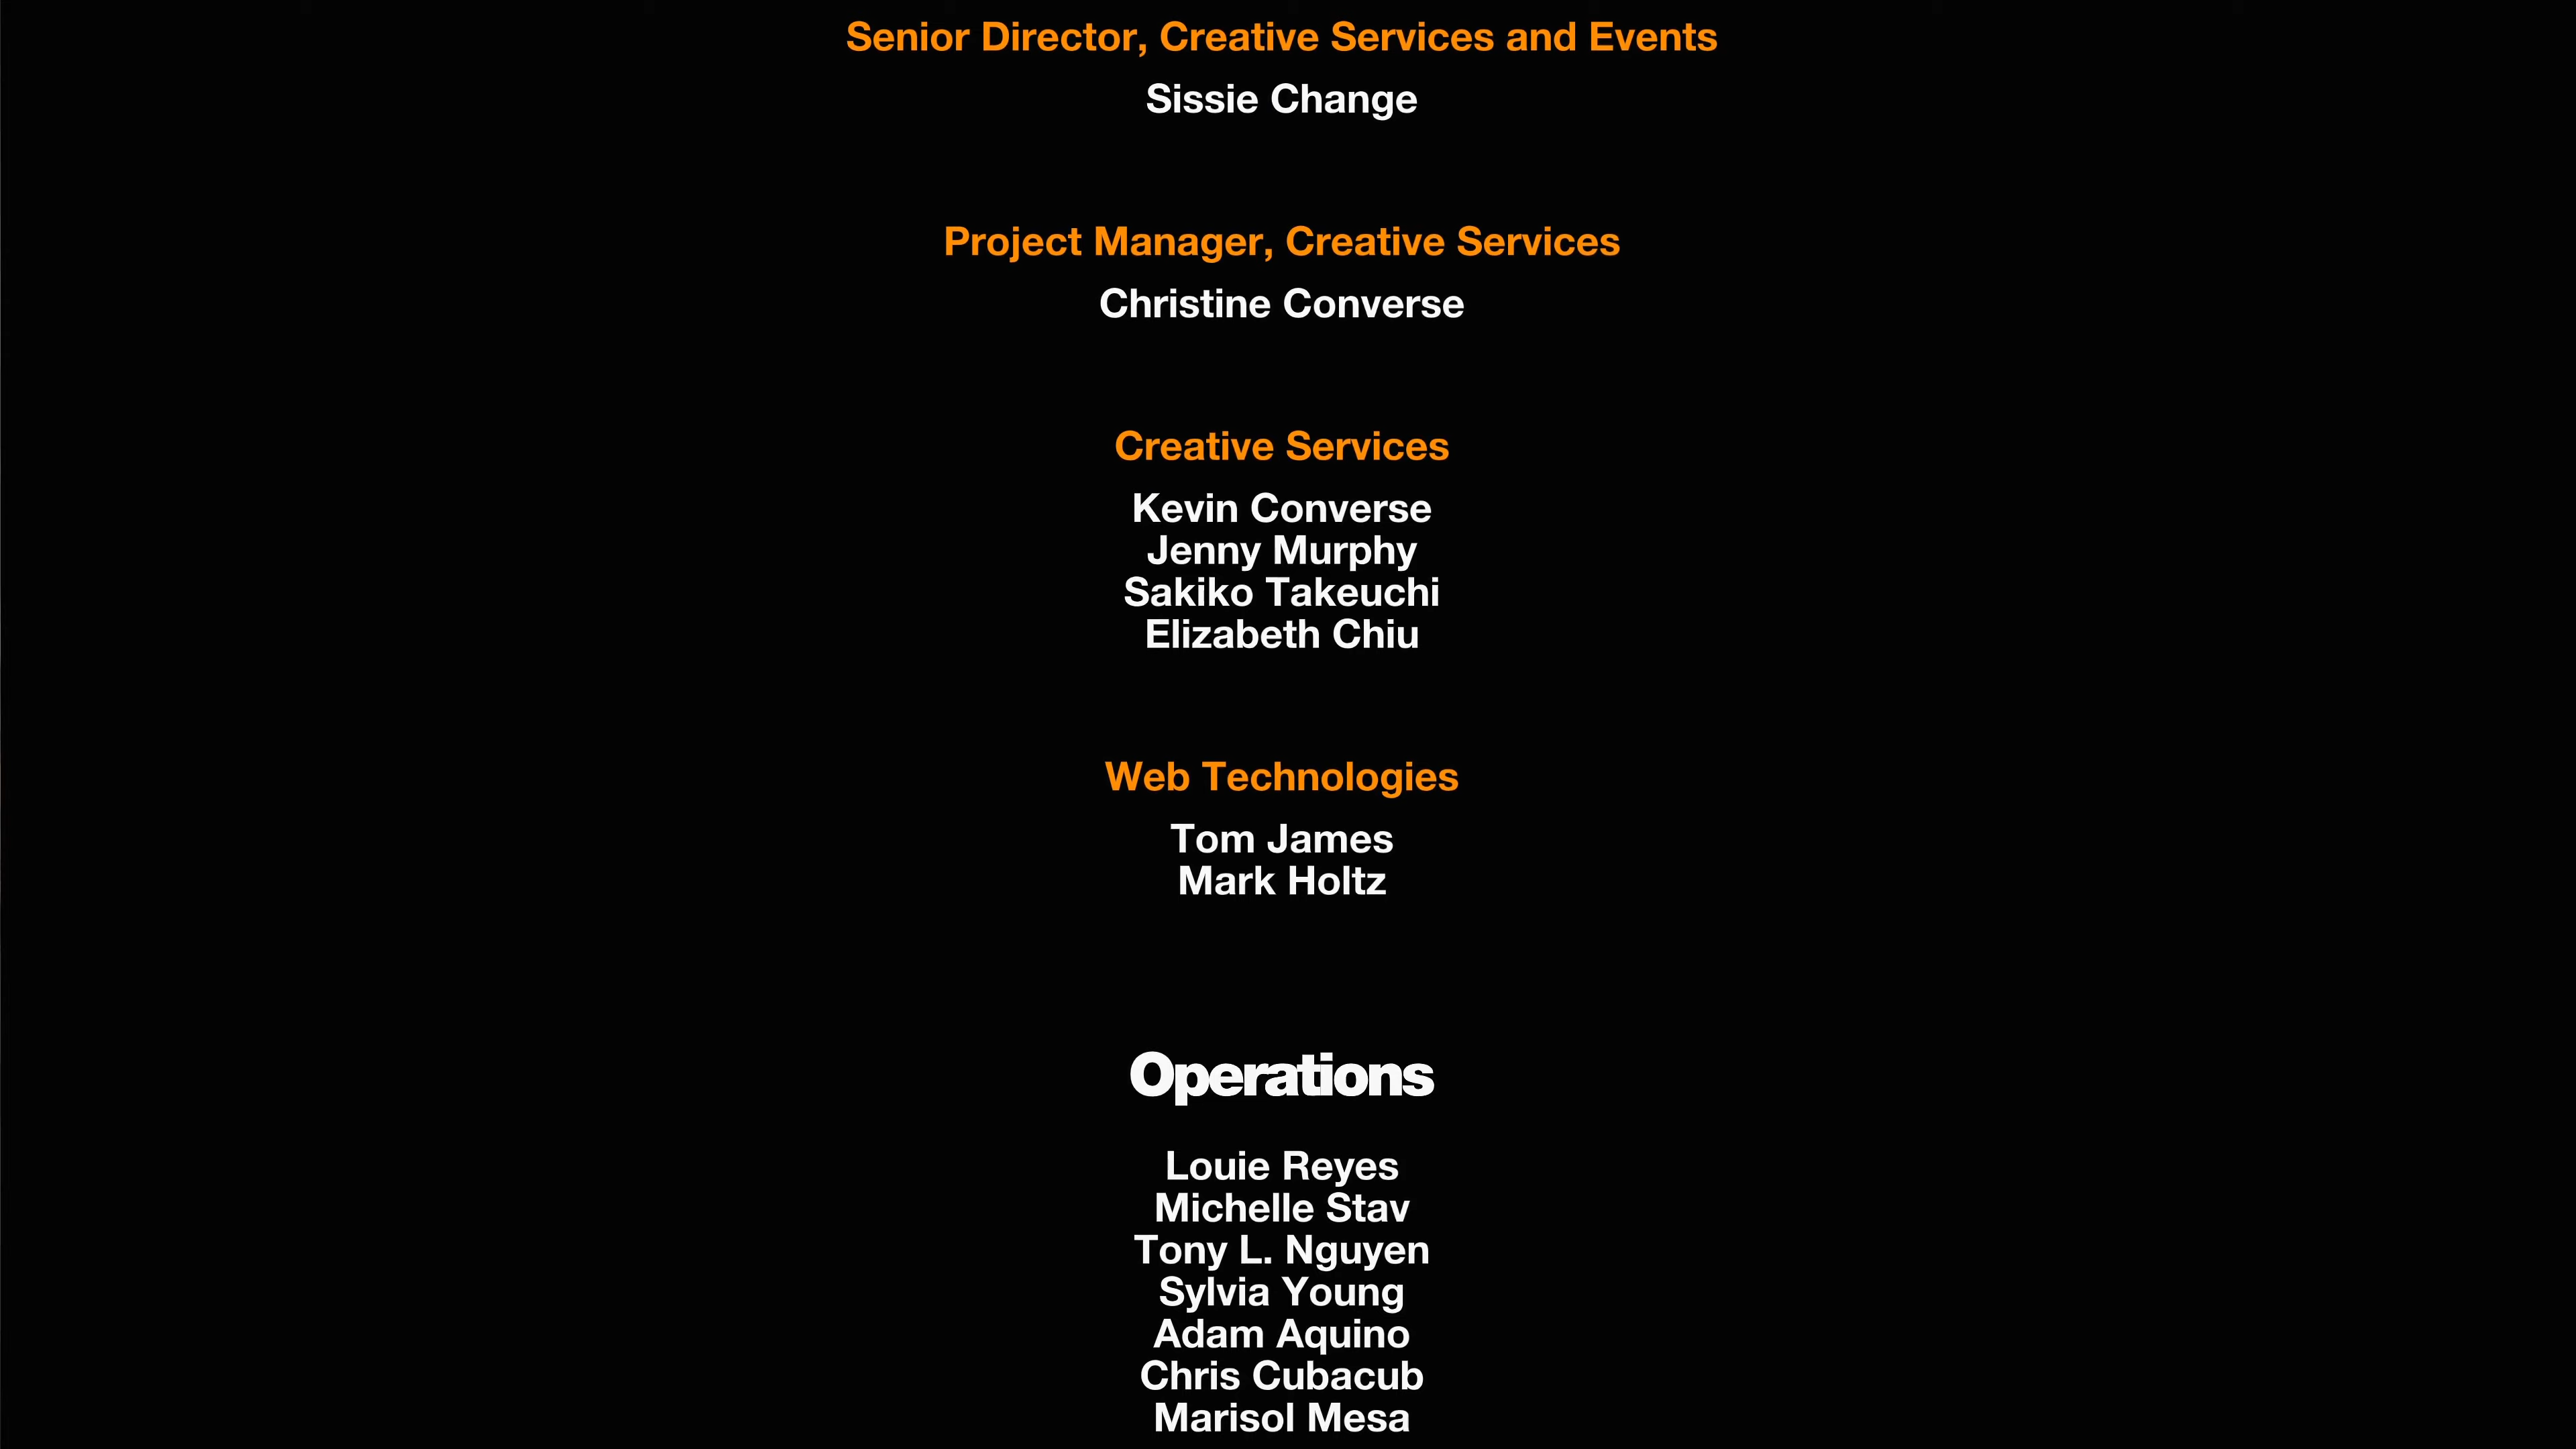 Senior Director, Creative Services and Events
Sissie Change
Project Manager, Creative Services
Christine Converse
Creative Services
Kevin Converse
Jenny Murphy
Sakiko Takeuchi
Elizabeth Chiu
Web Technologies
Tom James
Mark Holtz
Operations
Louie Reyes
Michelle Stav
Tony L. Nguyen
Sylvia Young
Adam Aquino
Chris Cubacub
Marisol Mesa